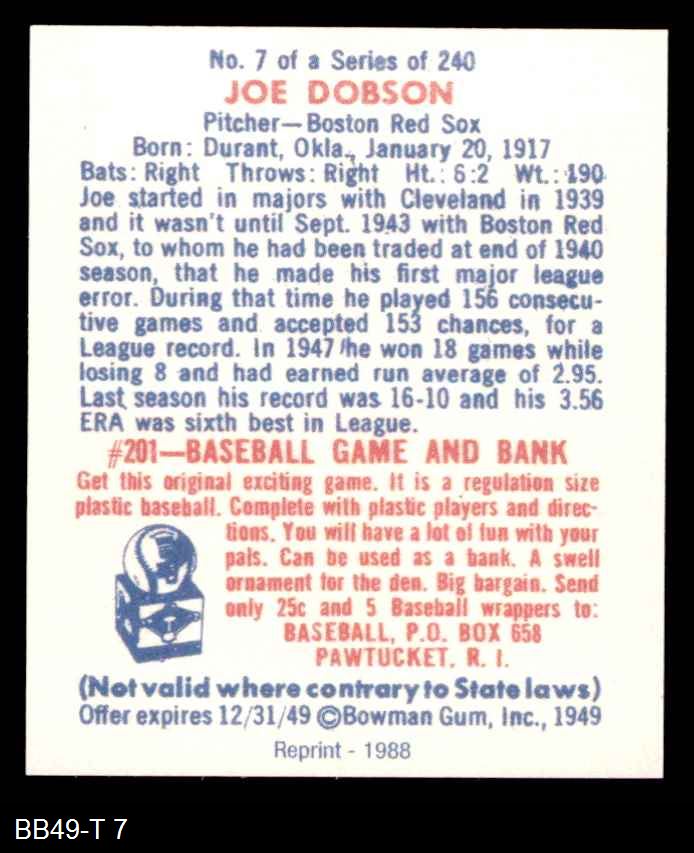 No. 7 of a Series of 240
JOE DOBSON
Pitcher—Boston Red Sox
Born: Durant, Okla., January 20, 1917
Bats: Right Throws: Right Ht.: 6:2 Wt.: 190
Joe started in majors with Cleveland in 1939
and it wasn't until Sept. 1943 with Boston Red
Sox, to whom he had been traded at end of 1940
season, that he made his first major league
error. During that time he played 156 consecu-
tive games and accepted 153 chances, for a
League record. In 1947 he won 18 games while
losing 8 and had earned run average of 2.95.
Last season his record was 16-10 and his 3.56
ERA was sixth best in League.
#201—BASEBALL GAME AND BANK
Get this original exciting game. It is a regulation size
plastic baseball. Complete with plastic players and direc-
tions. You will have a lot of fun with your
pals. Can be used as a bank. A swell
ornament for the den. Big bargain. Send
only 25c and 5 Baseball wrappers to:
BASEBALL, P.O. BOX 658
PAWTUCKET, R. I.
(Not valid where contrary to State laws)
Offer expires 12/31/49 ©Bowman Gum, Inc., 1949
Reprint - 1988
BB49-T 7